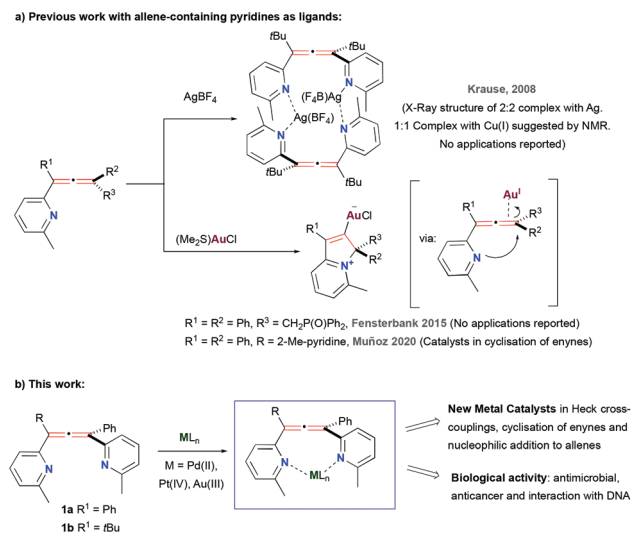 a) Previous work with allene-containing pyridines as ligands:
tBu
tBu
AgBF4
N
N
(F4B)Ag
Ag(BF4)
N
N
tBu
tBu
Krause, 2008
(X-Ray structure of 2:2 complex with Ag.
1:1 Complex with Cu(I) suggested by NMR.
No applications reported)
R1
R2
R3
N
(Me2S)AuCl
−
AuCl
R1
R3
R2
N+
via:
AuI
R1
R3
R2
N
R1 = R2 = Ph, R3 = CH2P(O)Ph2, Fensterbank 2015 (No applications reported)
R1 = R2 = Ph, R = 2-Me-pyridine, Muñoz 2020 (Catalysts in cyclisation of enynes)
b) This work:
R
Ph
N
N
1a R1 = Ph
1b R1 = tBu
MLn
M = Pd(II),
Pt(IV), Au(III)
R
Ph
N
N
MLn
New Metal Catalysts in Heck cross-
couplings, cyclisation of enynes and
nucleophilic addition to allenes
Biological activity: antimicrobial,
anticancer and interaction with DNA